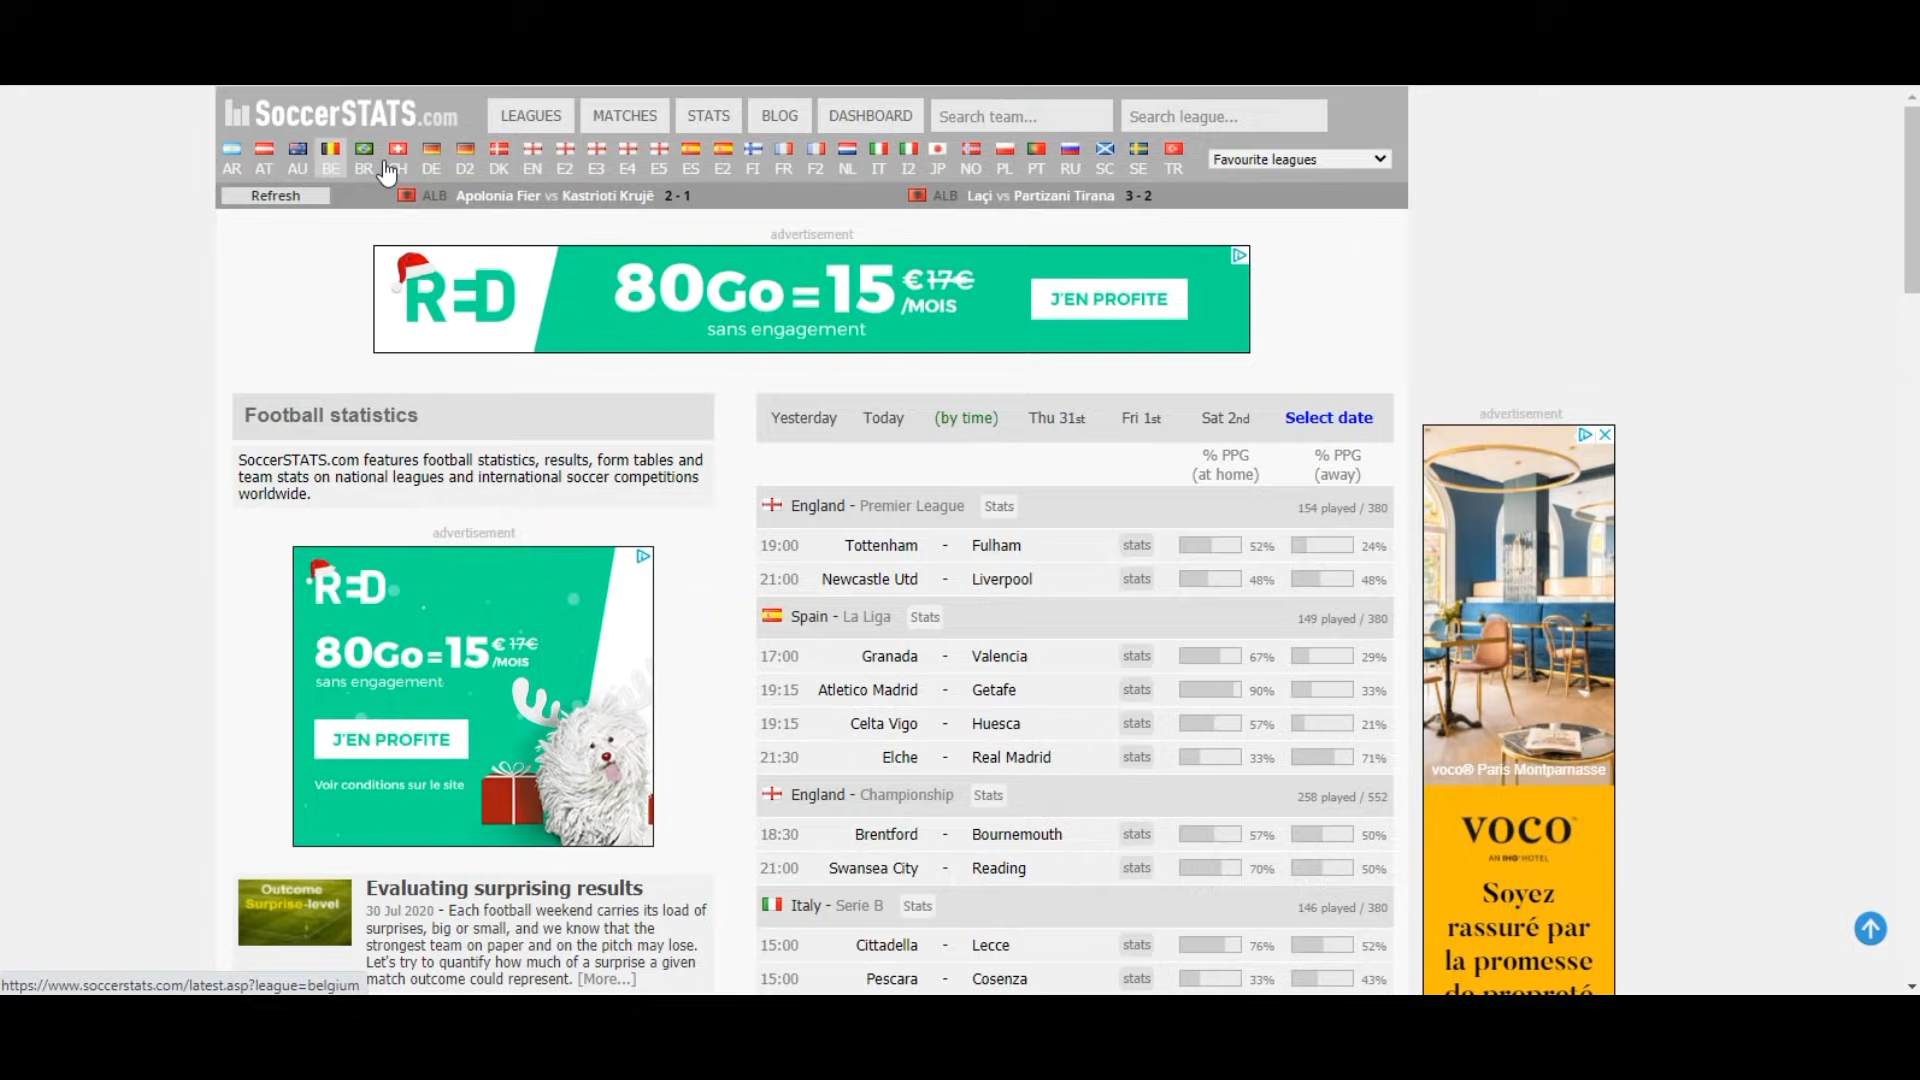 SoccerSTATS.com
LEAGUES MATCHES STATS BLOG DASHBOARD Search team... Search league...
AR AT AU BE BR CH DE D2 DK EN E2 E3 E4 E5 ES E2 FI FR F2 NL IT I2 JP NO PL PT RU SC SE TR Favourite leagues
Refresh ALB Apolonia Fier vs Kastrioti Krujë 2 - 1 ALB Laçi vs Partizani Tirana 3 - 2
advertisement
RED 80Go=15€ 17€ /MOIS J'EN PROFITE
sans engagement
Football statistics
SoccerSTATS.com features football statistics, results, form tables and
team stats on national leagues and international soccer competitions
worldwide.
advertisement
RED
80Go=15€ 17€ /MOIS
sans engagement
J'EN PROFITE
Voir conditions sur le site
Outcome
Surprise-level
Evaluating surprising results
30 Jul 2020 - Each football weekend carries its load of
surprises, big or small, and we know that the
strongest team on paper and on the pitch may lose.
Let's try to quantify how much of a surprise a given
match outcome could represent. [More...]
https://www.soccerstats.com/latest.asp?league=belgium
Yesterday Today (by time) Thu 31st Fri 1st Sat 2nd Select date
% PPG % PPG
(at home) (away)
England - Premier League Stats 154 played / 380
19:00 Tottenham - Fulham stats 52% 24%
21:00 Newcastle Utd - Liverpool stats 48% 48%
Spain - La Liga Stats 149 played / 380
17:00 Granada - Valencia stats 67% 29%
19:15 Atletico Madrid - Getafe stats 90% 33%
19:15 Celta Vigo - Huesca stats 57% 21%
21:30 Elche - Real Madrid stats 33% 71%
England - Championship Stats 258 played / 552
18:30 Brentford - Bournemouth stats 57% 50%
21:00 Swansea City - Reading stats 70% 50%
Italy - Serie B Stats 146 played / 380
15:00 Cittadella - Lecce stats 76% 52%
15:00 Pescara - Cosenza stats 33% 43%
advertisement
voco® Paris Montparnasse
VOCO™
AN IHG® HOTEL
Soyez
rassuré par
la promesse
de propreté